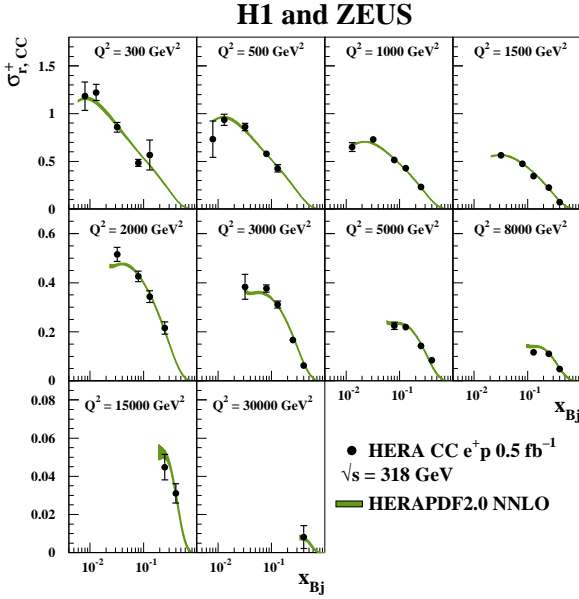 H1 and ZEUS
σ⁺r, CC
Q² = 300 GeV² Q² = 500 GeV² Q² = 1000 GeV² Q² = 1500 GeV²
1.5
1
0.5
0
Q² = 2000 GeV² Q² = 3000 GeV² Q² = 5000 GeV² Q² = 8000 GeV²
0.6
0.4
0.2
0
10⁻² 10⁻¹ 10⁻² 10⁻¹
xBj
Q² = 15000 GeV² Q² = 30000 GeV²
0.08
0.06
0.04
0.02
0
10⁻² 10⁻¹ 10⁻² 10⁻¹
xBj
HERA CC e⁺p 0.5 fb⁻¹
√s = 318 GeV
HERAPDF2.0 NNLO